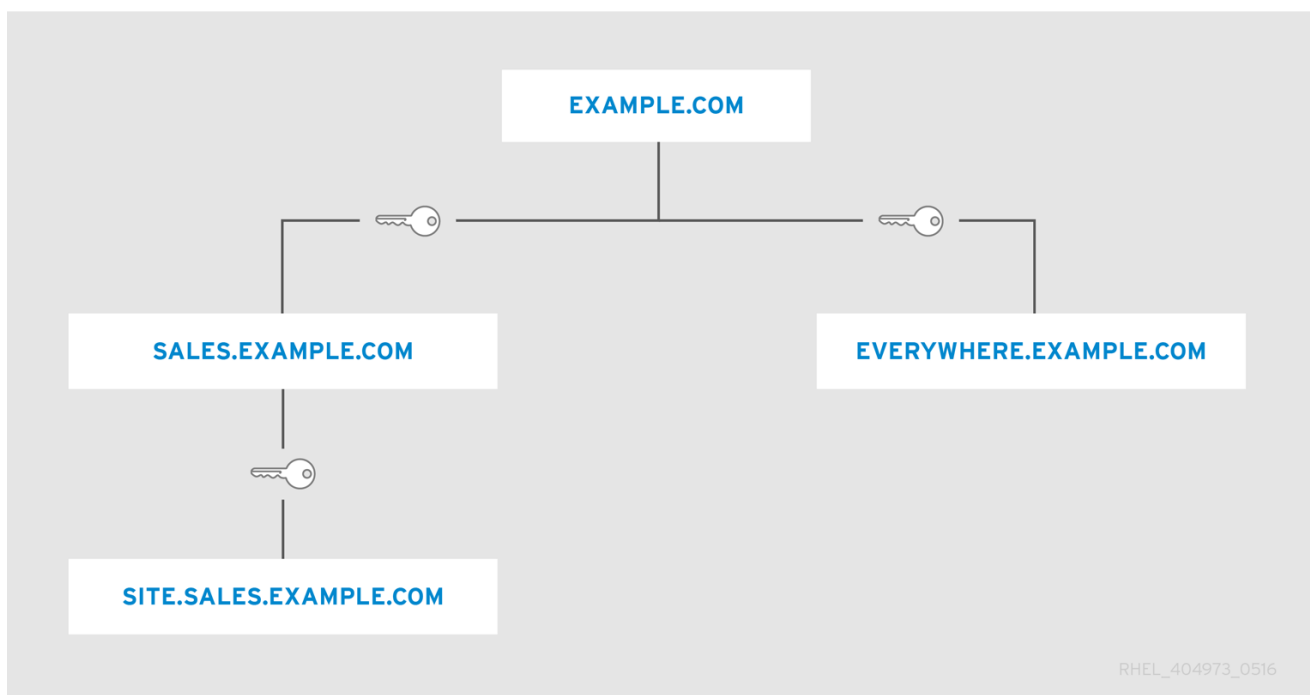 EXAMPLE.COM
SALES.EXAMPLE.COM
EVERYWHERE.EXAMPLE.COM
SITE.SALES.EXAMPLE.COM
RHEL_404973_0516